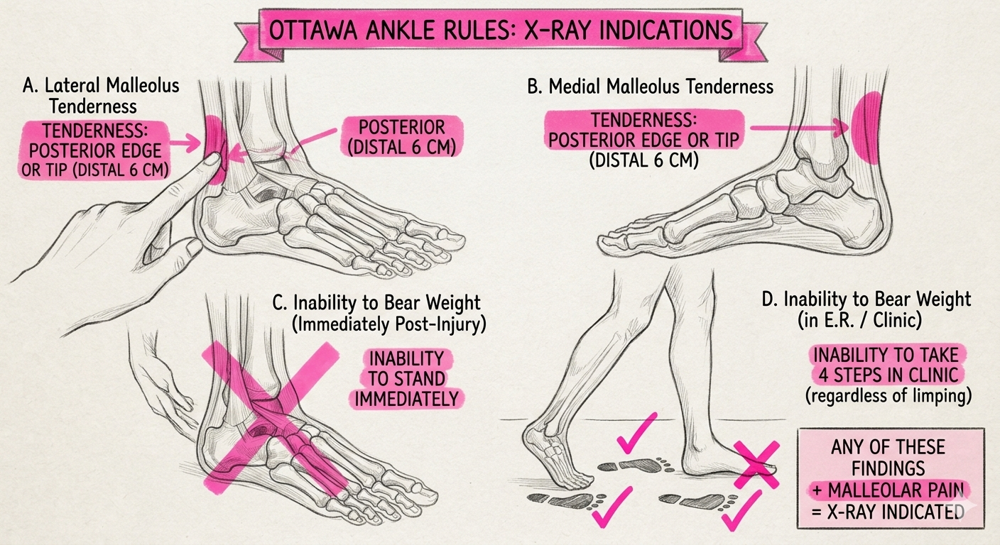 OTTAWA ANKLE RULES: X-RAY INDICATIONS
A. Lateral Malleolus
Tenderness
TENDERNESS:
POSTERIOR EDGE
OR TIP (DISTAL 6 CM)
POSTERIOR
(DISTAL 6 CM)
B. Medial Malleolus Tenderness
TENDERNESS:
POSTERIOR EDGE OR TIP
(DISTAL 6 CM)
C. Inability to Bear Weight
(Immediately Post-Injury)
INABILITY
TO STAND
IMMEDIATELY
D. Inability to Bear Weight
(in E.R. / Clinic)
INABILITY TO TAKE
4 STEPS IN CLINIC
(regardless of limping)
ANY OF THESE
FINDINGS
+ MALLEOLAR PAIN
= X-RAY INDICATED